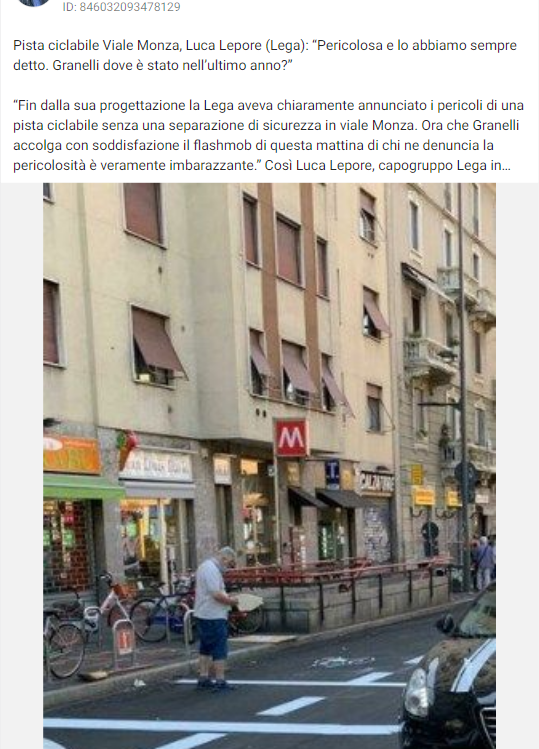 ID: 846032093478129
Pista ciclabile Viale Monza, Luca Lepore (Lega): “Pericolosa e lo abbiamo sempre
detto. Granelli dove è stato nell’ultimo anno?”
“Fin dalla sua progettazione la Lega aveva chiaramente annunciato i pericoli di una
pista ciclabile senza una separazione di sicurezza in viale Monza. Ora che Granelli
accolga con soddisfazione il flashmob di questa mattina di chi ne denuncia la
pericolosità è veramente imbarazzante.” Così Luca Lepore, capogruppo Lega in...
M
T
CALZATURE